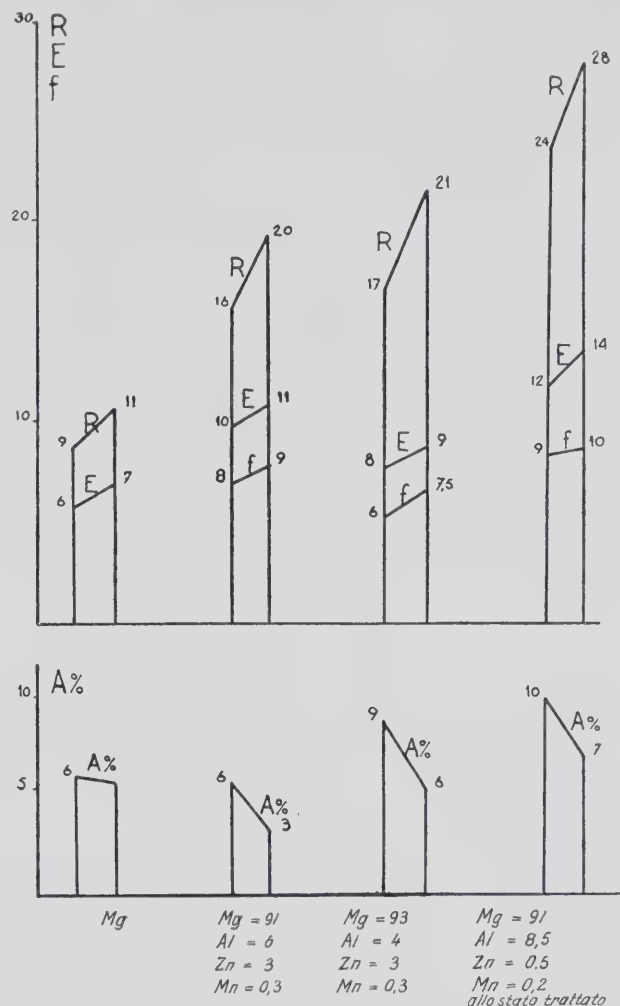 30
R
E
f
R
28
24
21
R
20
20
R
17
16
14
E
12
11
11
E
10
10
f
10
R
9
9
E
9
9
f
8
8
7
E
6
7,5
f
6
10
A%
10
A%
7
9
A%
6
5
6
A%
6
A%
3
Mg
Mg = 91
Al = 6
Zn = 3
Mn = 0,3
Mg = 93
Al = 4
Zn = 3
Mn = 0,3
Mg = 91
Al = 8,5
Zn = 0.5
Mn = 0,2
allo stato trattato